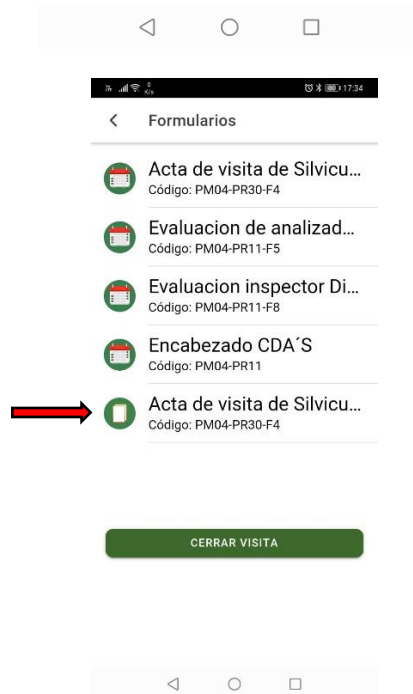 K/s
17:34
Formularios
Acta de visita de Silvicu...
Código: PM04-PR30-F4
Evaluacion de analizad...
Código: PM04-PR11-F5
Evaluacion inspector Di...
Código: PM04-PR11-F8
Encabezado CDA´S
Código: PM04-PR11
Acta de visita de Silvicu...
Código: PM04-PR30-F4
CERRAR VISITA